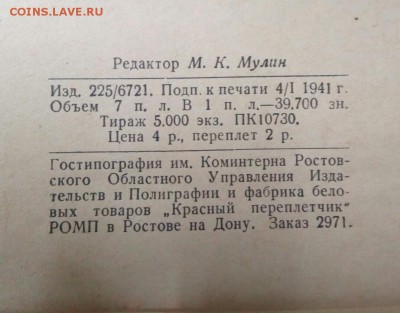 COINS.LAVE.RU
Редактор М. К. Мулин
Изд. 225/6721. Подп. к печати 4/I 1941 г.
Объем 7 п. л. В 1 п. л.—39.700 зн.
Тираж 5.000 экз. ПК10730.
Цена 4 р., переплет 2 р.
Гостипография им. Коминтерна Ростов-
ского Областного Управления Изда-
тельств и Полиграфии и фабрика бело-
вых товаров „Красный переплетчик"
РОМП в Ростове на Дону. Заказ 2971.